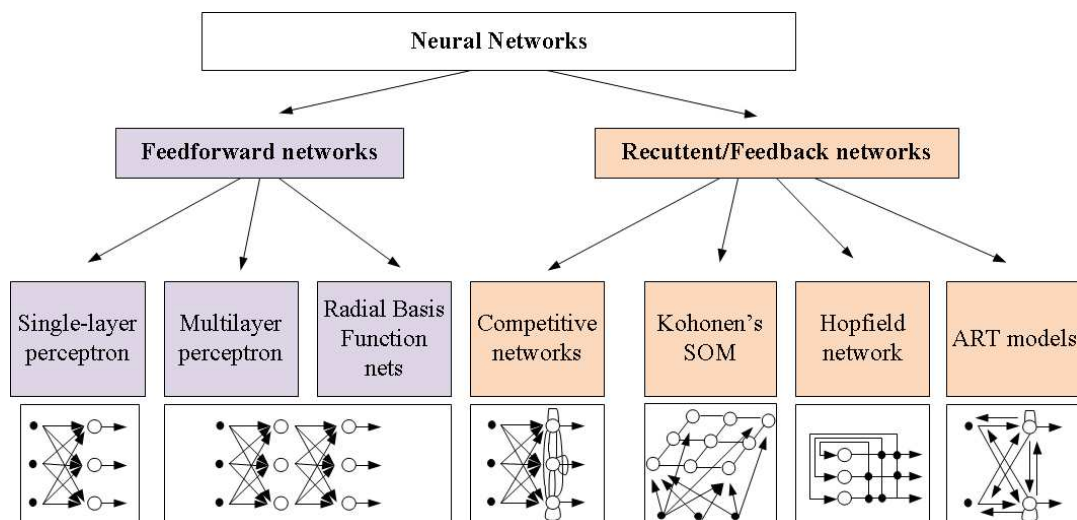 Neural Networks
Feedforward networks
Recuttent/Feedback networks
Single-layer
perceptron
Multilayer
perceptron
Radial Basis
Function
nets
Competitive
networks
Kohonen's
SOM
Hopfield
network
ART models